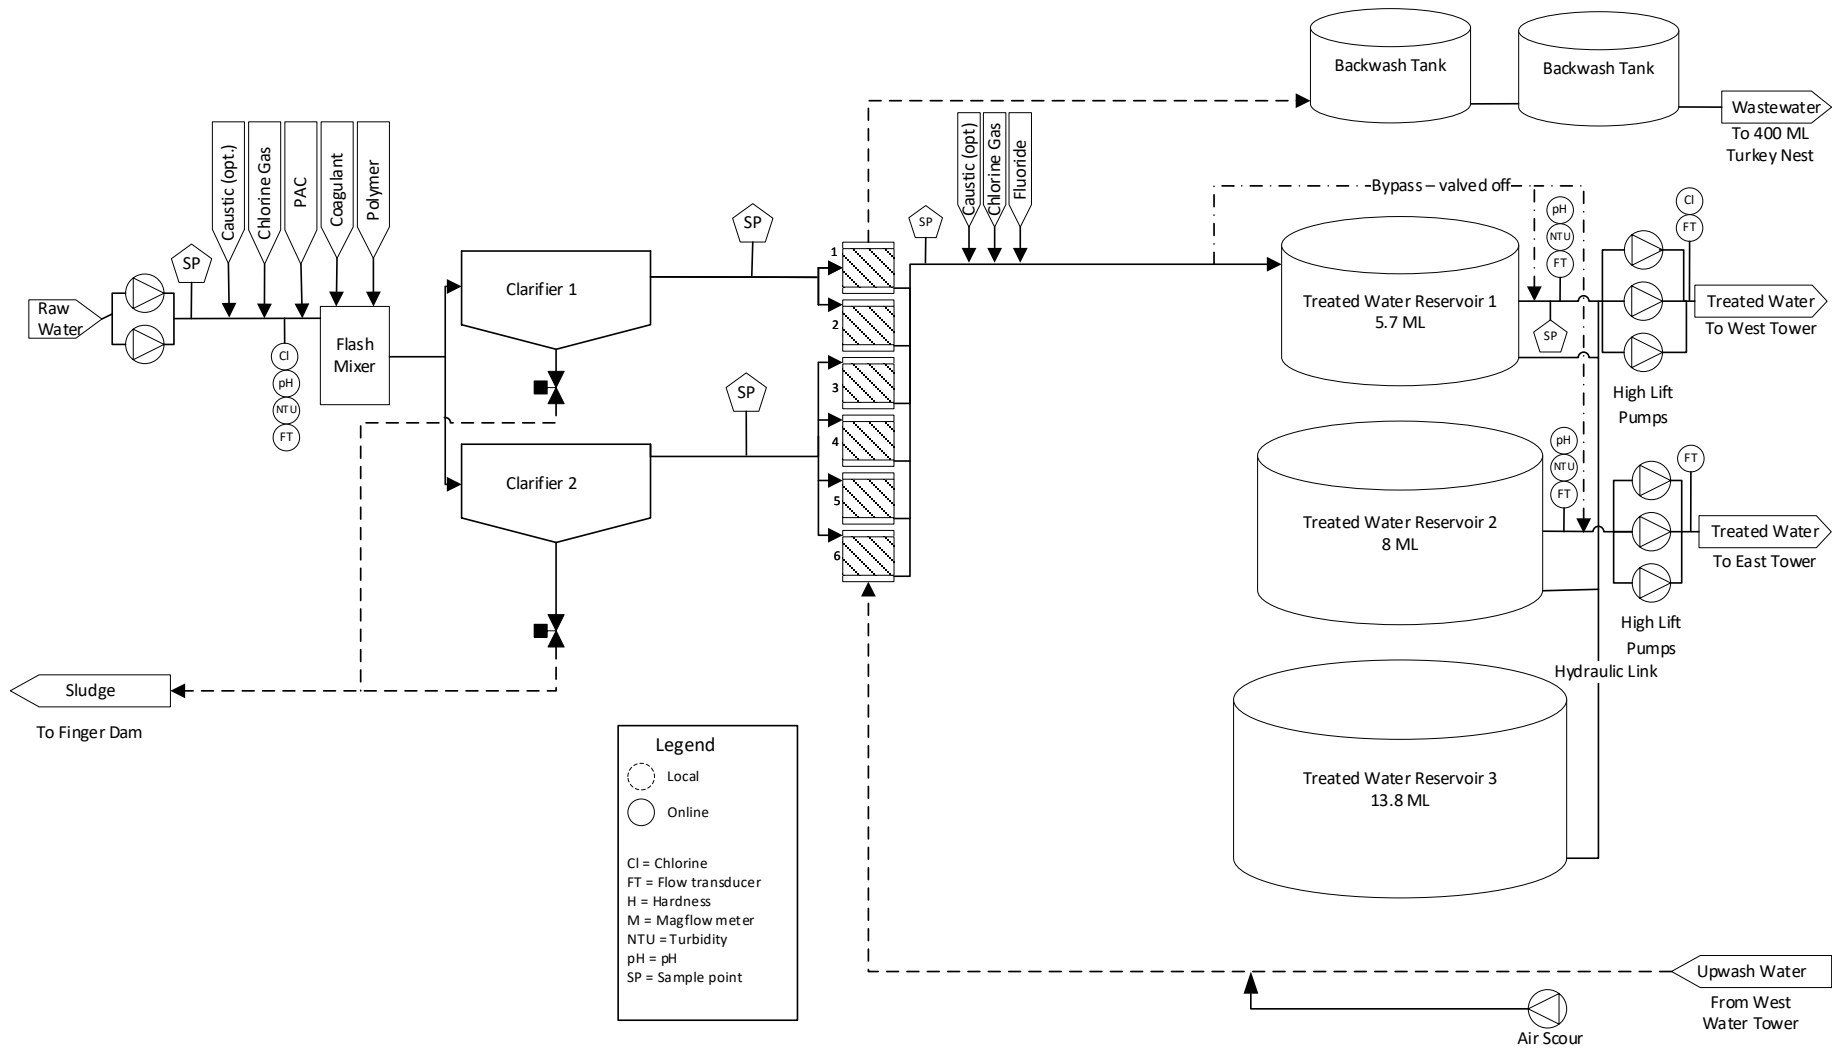 Backwash Tank
Backwash Tank
Wastewater
To 400 ML
Turkey Nest
Caustic (opt.)
Chlorine Gas
PAC
Coagulant
Polymer
Caustic (opt)
Chlorine Gas
Fluoride
SP
SP
SP
Bypass – valved off
pH
NTU
FT
Cl
FT
Raw
Water
Cl
pH
NTU
FT
Flash
Mixer
Clarifier 1
1
2
3
4
5
6
Treated Water Reservoir 1
5.7 ML
SP
Treated Water
To West Tower
High Lift
Pumps
SP
Clarifier 2
Treated Water Reservoir 2
8 ML
pH
NTU
FT
FT
Treated Water
To East Tower
High Lift
Pumps
Hydraulic Link
Sludge
To Finger Dam
Treated Water Reservoir 3
13.8 ML
Legend
Local
Online
Cl = Chlorine
FT = Flow transducer
H = Hardness
M = Magflow meter
NTU = Turbidity
pH = pH
SP = Sample point
Upwash Water
From West
Water Tower
Air Scour